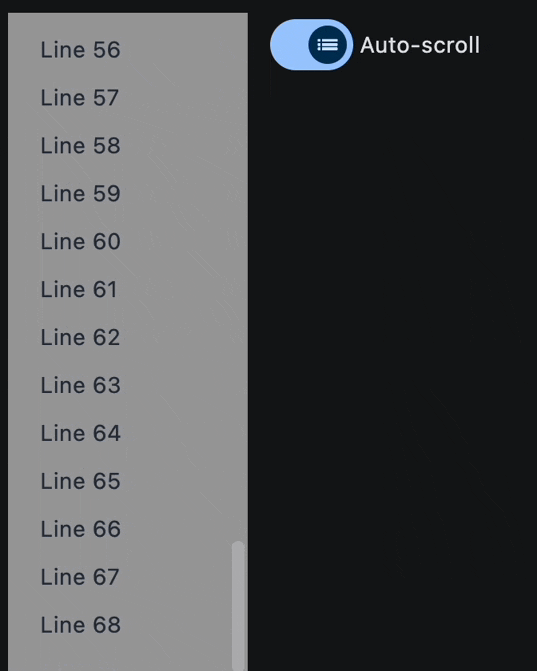 Line 56
Auto-scroll
Line 57
Line 58
Line 59
Line 60
Line 61
Line 62
Line 63
Line 64
Line 65
Line 66
Line 67
Line 68